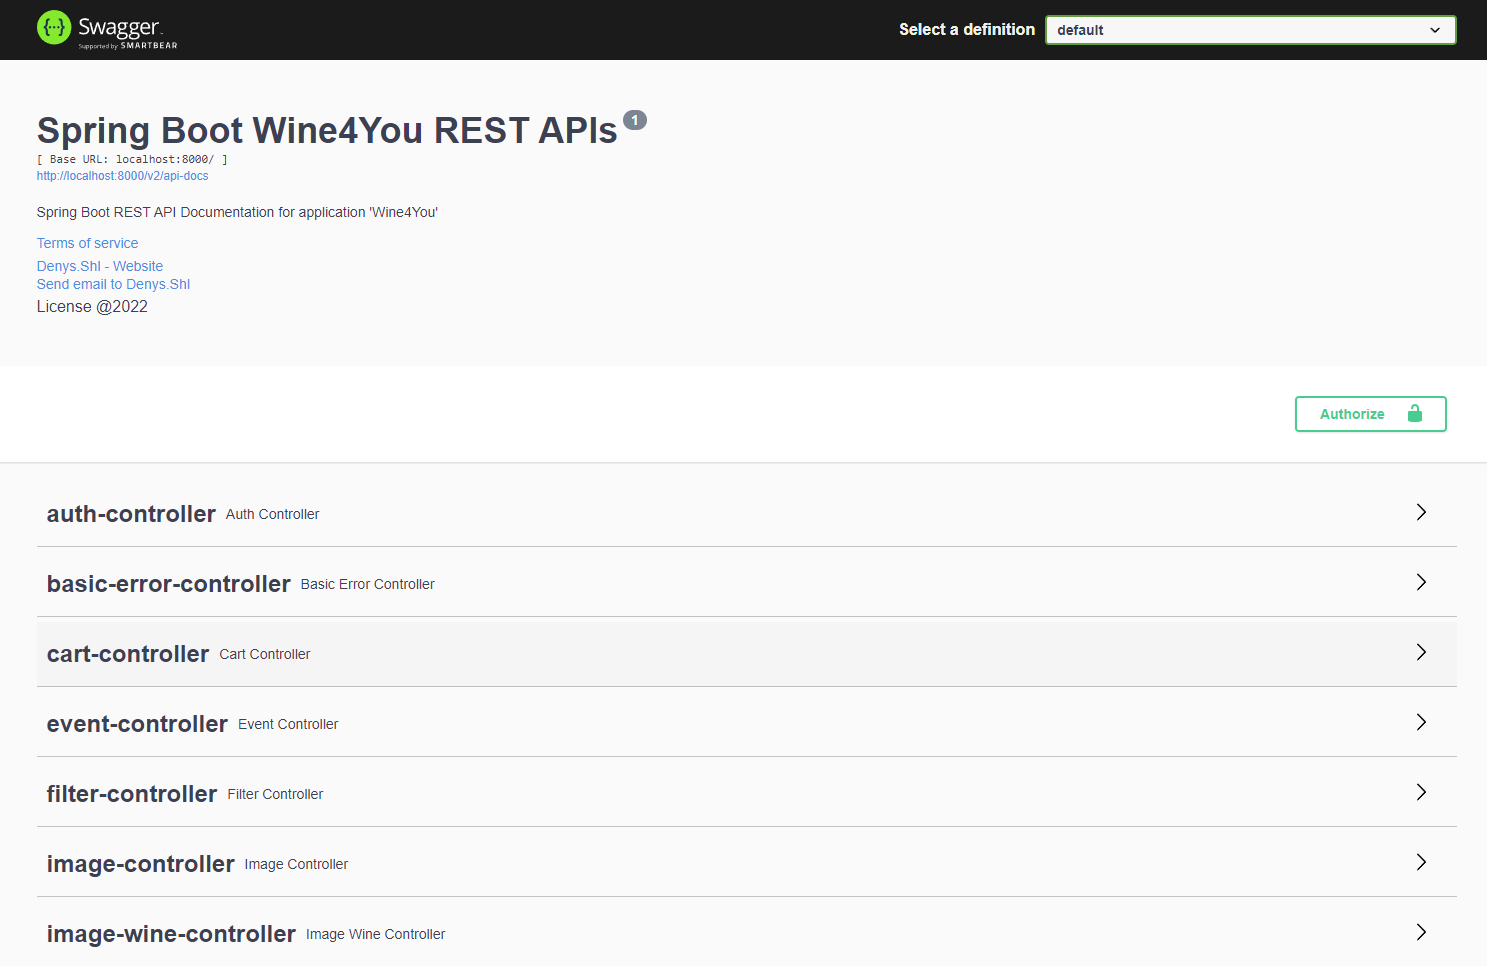 Swagger
Supported by SMARTBEAR
Select a definition
default
Spring Boot Wine4You REST APIs 1
[ Base URL: localhost:8000/ ]
http://localhost:8000/v2/api-docs
Spring Boot REST API Documentation for application 'Wine4You'
Terms of service
Denys.Shl - Website
Send email to Denys.Shl
License @2022
Authorize
auth-controller Auth Controller
basic-error-controller Basic Error Controller
cart-controller Cart Controller
event-controller Event Controller
filter-controller Filter Controller
image-controller Image Controller
image-wine-controller Image Wine Controller